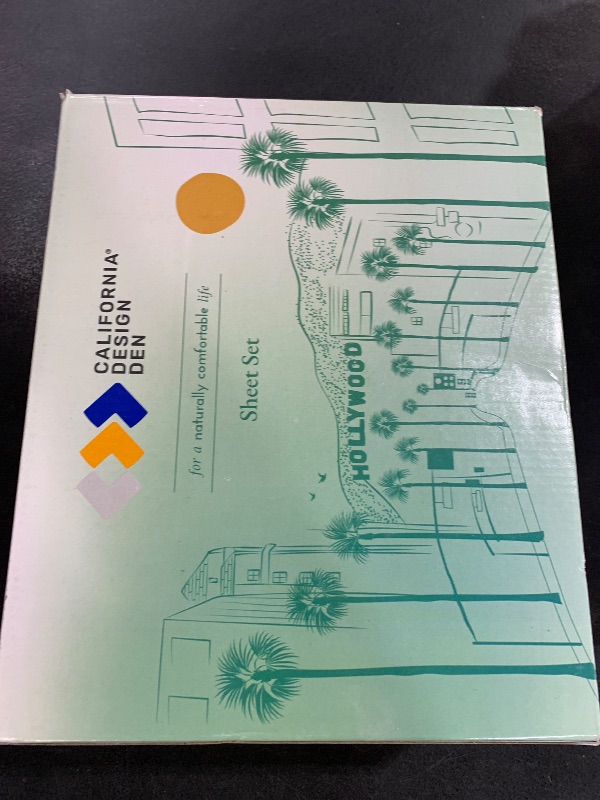 CALIFORNIA®
DESIGN
DEN
for a naturally comfortable life
Sheet Set
HOLLYWOOD